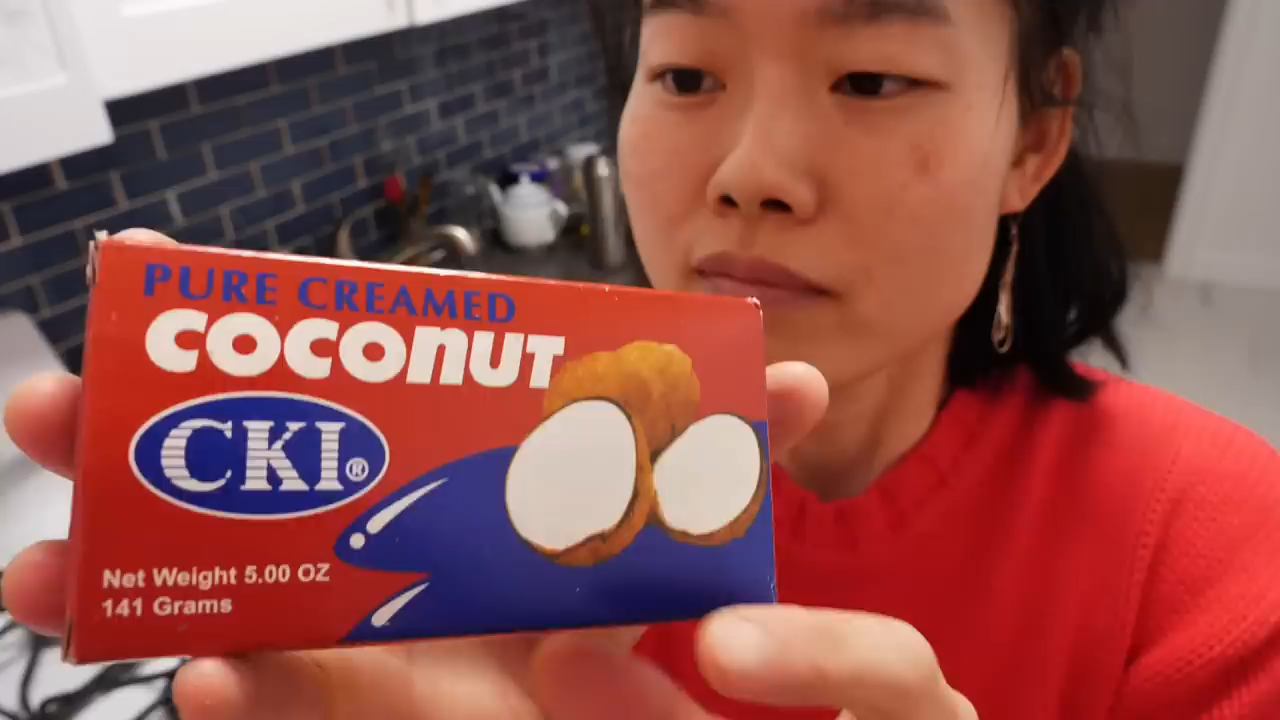 PURE CREAMED
COCONUT
CKI®
Net Weight 5.00 OZ
141 Grams